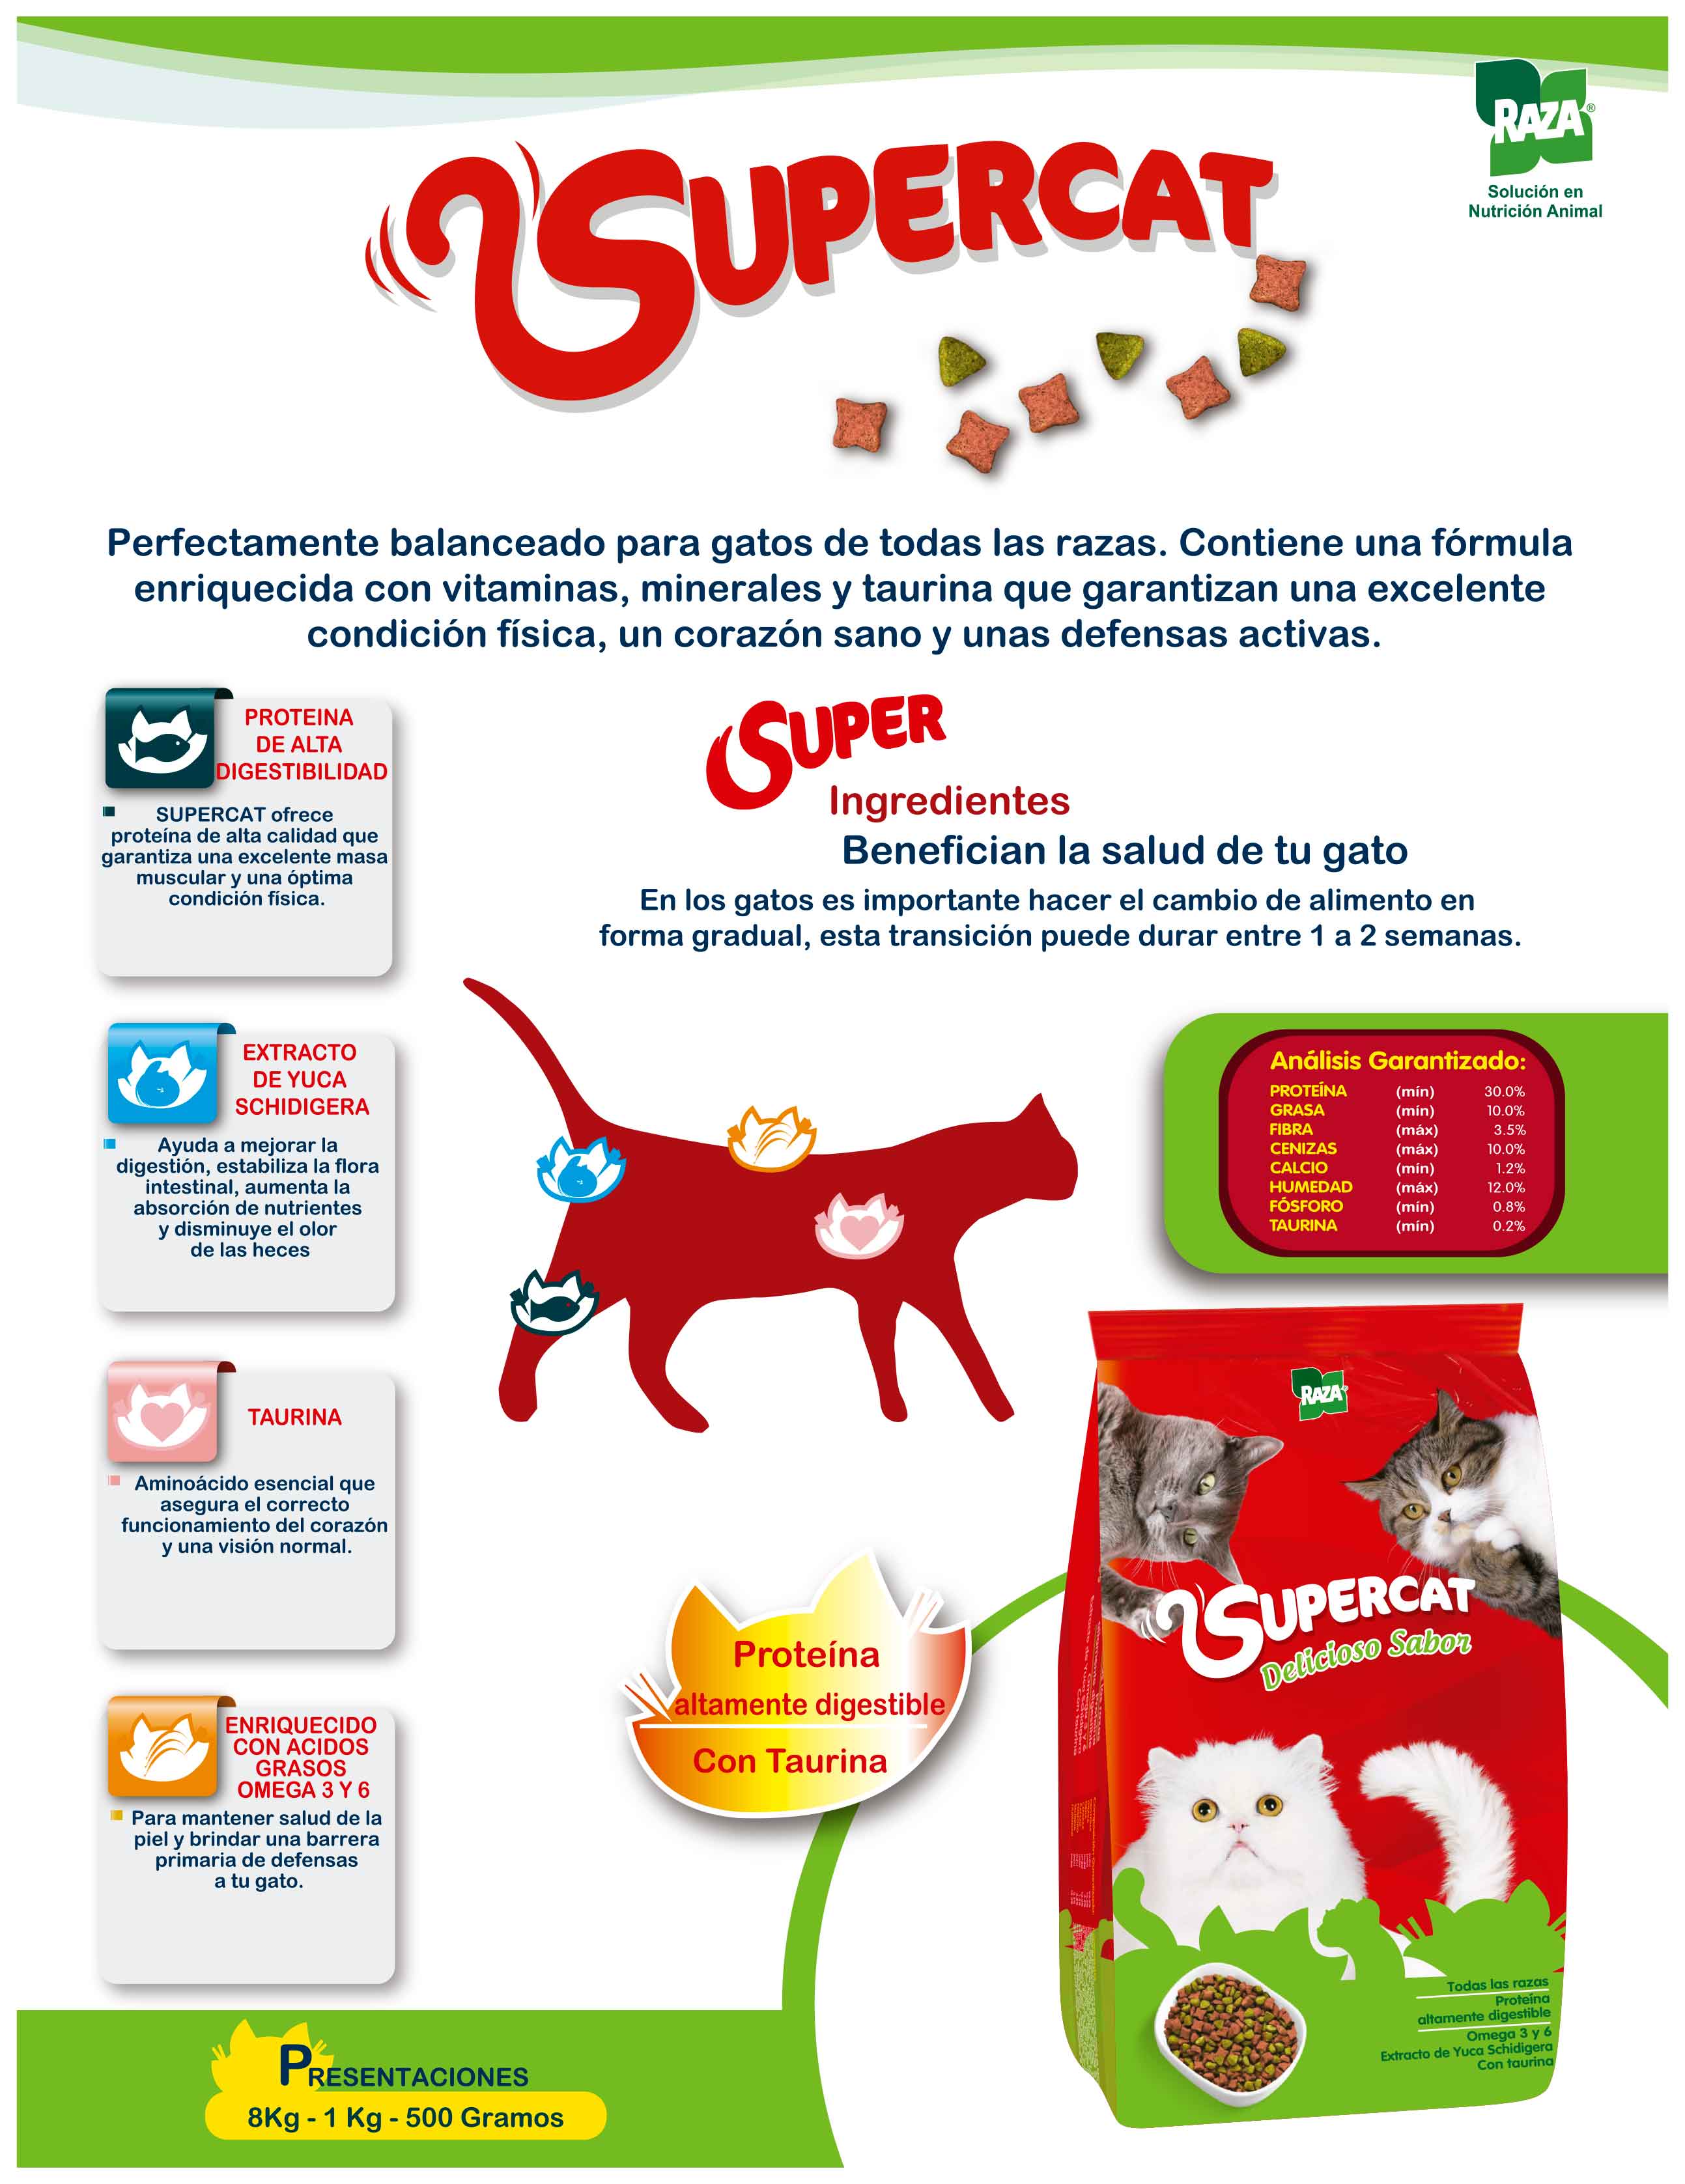 RAZA®
Solución en
Nutrición Animal
SUPERCAT
Perfectamente balanceado para gatos de todas las razas. Contiene una fórmula
enriquecida con vitaminas, minerales y taurina que garantizan una excelente
condición física, un corazón sano y unas defensas activas.
PROTEINA
DE ALTA
DIGESTIBILIDAD
SUPERCAT ofrece
proteína de alta calidad que
garantiza una excelente masa
muscular y una óptima
condición física.
SUPER
Ingredientes
Benefician la salud de tu gato
En los gatos es importante hacer el cambio de alimento en
forma gradual, esta transición puede durar entre 1 a 2 semanas.
EXTRACTO
DE YUCA
SCHIDIGERA
Ayuda a mejorar la
digestión, estabiliza la flora
intestinal, aumenta la
absorción de nutrientes
y disminuye el olor
de las heces
Análisis Garantizado:
PROTEÍNA (mín) 30.0%
GRASA (mín) 10.0%
FIBRA (máx) 3.5%
CENIZAS (máx) 10.0%
CALCIO (mín) 1.2%
HUMEDAD (máx) 12.0%
FÓSFORO (mín) 0.8%
TAURINA (mín) 0.2%
TAURINA
Aminoácido esencial que
asegura el correcto
funcionamiento del corazón
y una visión normal.
ENRIQUECIDO
CON ACIDOS
GRASOS
OMEGA 3 Y 6
Para mantener salud de la
piel y brindar una barrera
primaria de defensas
a tu gato.
Proteína
altamente digestible
Con Taurina
RAZA
SUPERCAT
Delicioso Sabor
Todas las razas
Proteína
altamente digestible
Omega 3 y 6
Extracto de Yuca Schidigera
Con taurina
PRESENTACIONES
8Kg - 1 Kg - 500 Gramos